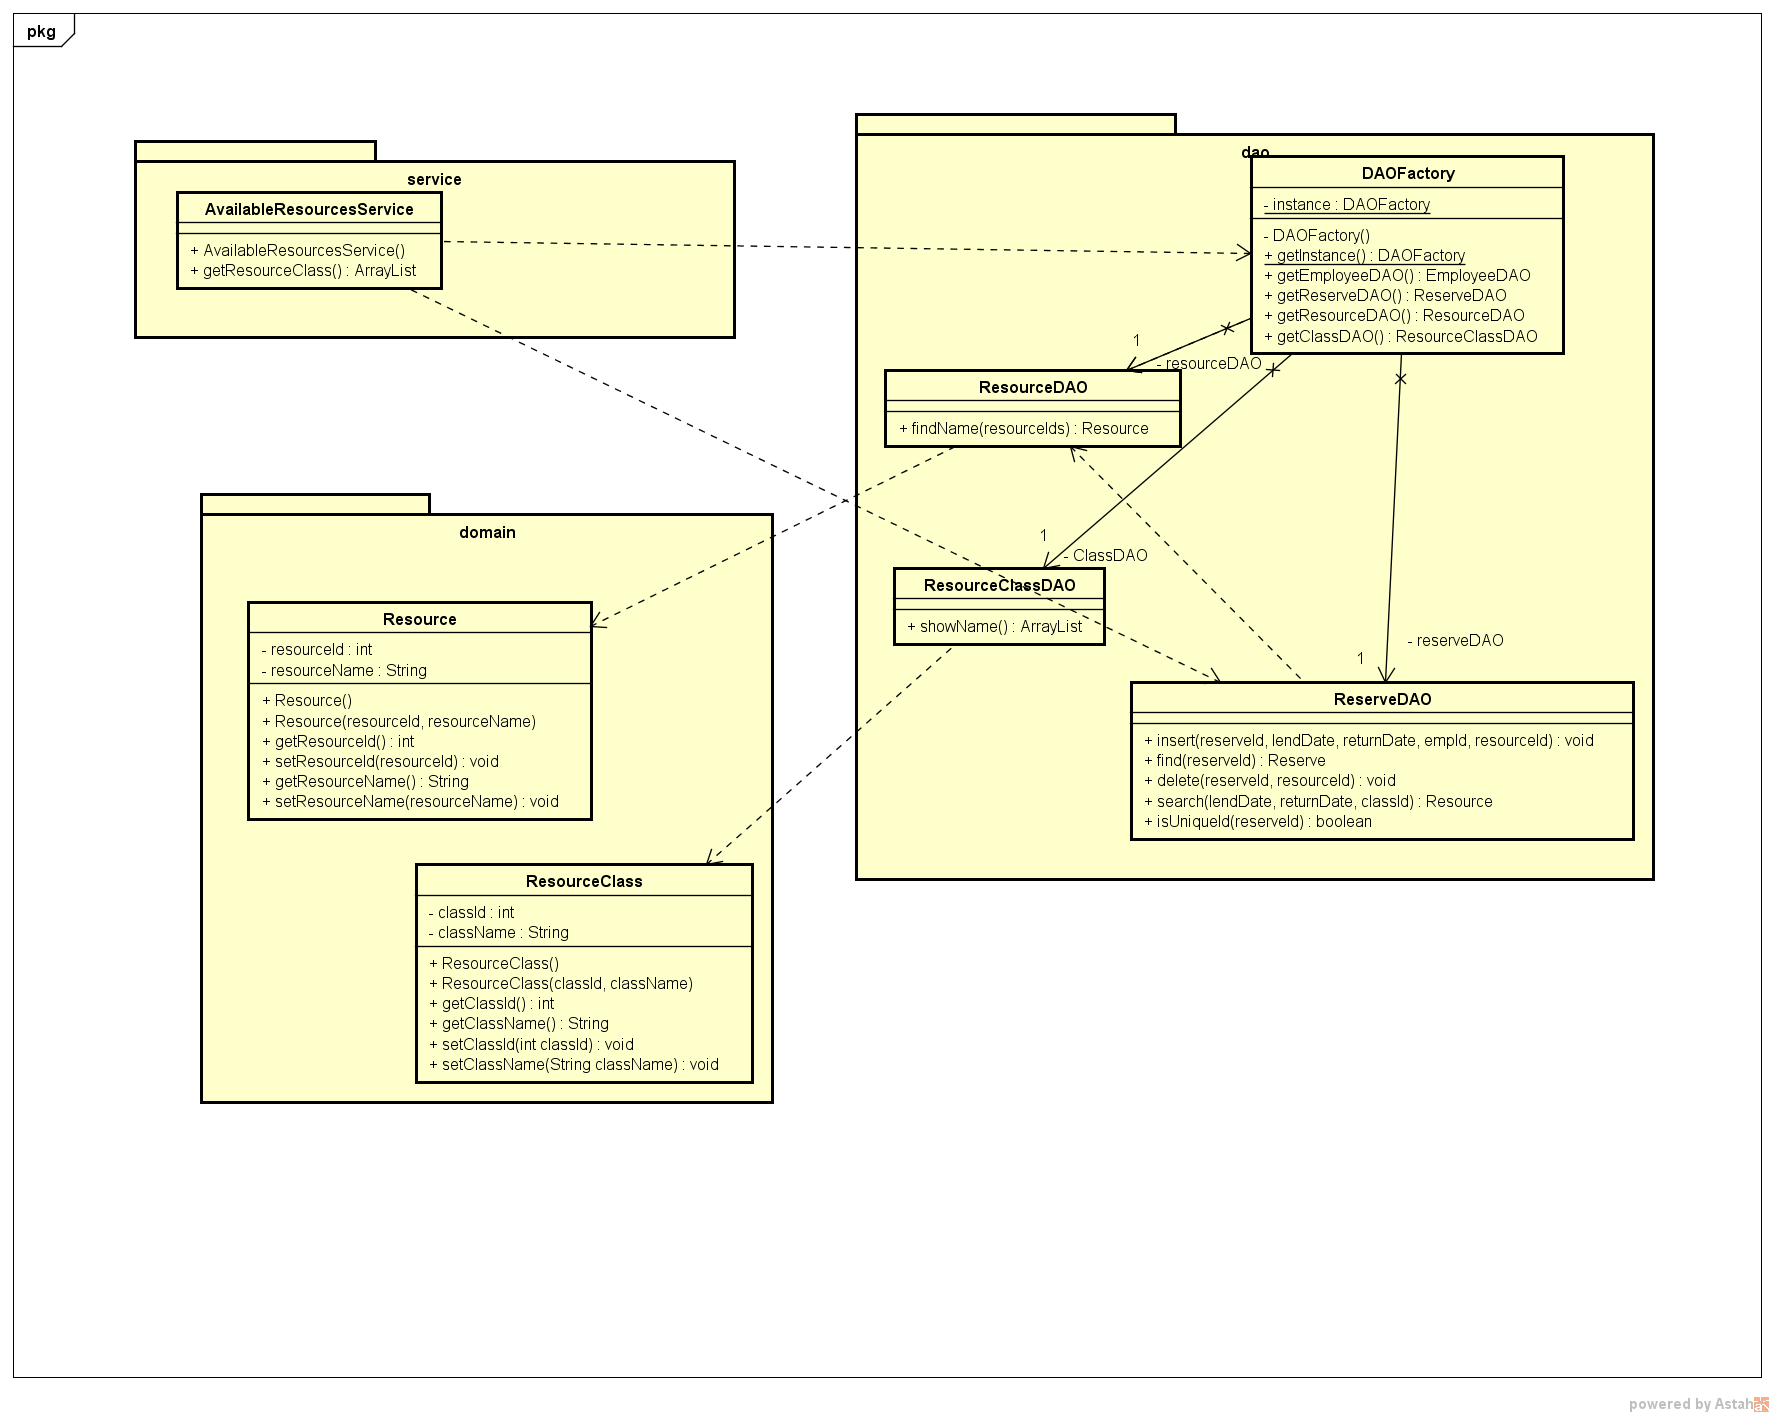 pkg
service
AvailableResourcesService
+ AvailableResourcesService()
+ getResourceClass() : ArrayList
dao
DAOFactory
- instance : DAOFactory
- DAOFactory()
+ getInstance() : DAOFactory
+ getEmployeeDAO() : EmployeeDAO
+ getReserveDAO() : ReserveDAO
+ getResourceDAO() : ResourceDAO
+ getClassDAO() : ResourceClassDAO
1
- resourceDAO
ResourceDAO
+ findName(resourceIds) : Resource
1
- ClassDAO
ResourceClassDAO
+ showName() : ArrayList
- reserveDAO
1
ReserveDAO
+ insert(reserveId, lendDate, returnDate, empId, resourceId) : void
+ find(reserveId) : Reserve
+ delete(reserveId, resourceId) : void
+ search(lendDate, returnDate, classId) : Resource
+ isUniqueId(reserveId) : boolean
domain
Resource
- resourceId : int
- resourceName : String
+ Resource()
+ Resource(resourceId, resourceName)
+ getResourceId() : int
+ setResourceId(resourceId) : void
+ getResourceName() : String
+ setResourceName(resourceName) : void
ResourceClass
- classId : int
- className : String
+ ResourceClass()
+ ResourceClass(classId, className)
+ getClassId() : int
+ getClassName() : String
+ setClassId(int classId) : void
+ setClassName(String className) : void
powered by Astah